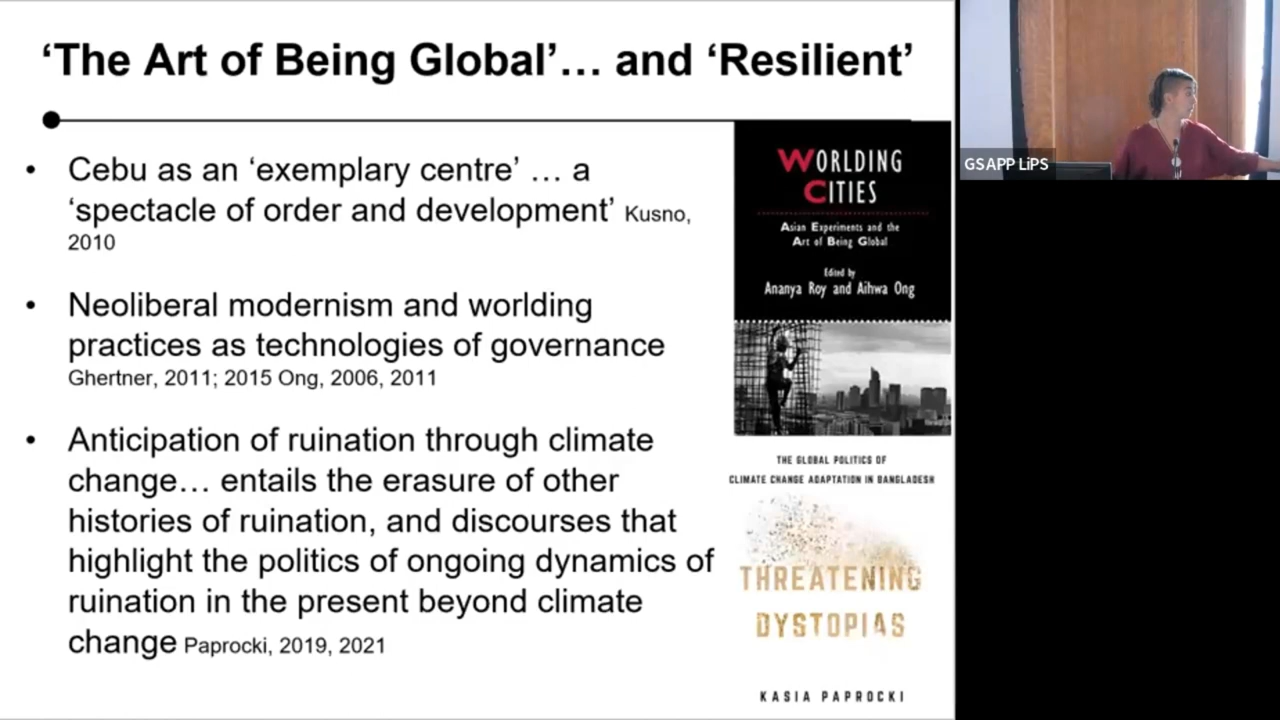 ‘The Art of Being Global’… and ‘Resilient’
• Cebu as an ‘exemplary centre’ … a
‘spectacle of order and development’ Kusno,
2010
• Neoliberal modernism and worlding
practices as technologies of governance
Ghertner, 2011; 2015 Ong, 2006, 2011
• Anticipation of ruination through climate
change… entails the erasure of other
histories of ruination, and discourses that
highlight the politics of ongoing dynamics of
ruination in the present beyond climate
change Paprocki, 2019, 2021
WORLDING
CITIES
Asian Experiments and the
Art of Being Global
Edited by
Ananya Roy and Aihwa Ong
THE GLOBAL POLITICS OF
CLIMATE CHANGE ADAPTATION IN BANGLADESH
THREATENING
DYSTOPIAS
KASIA PAPROCKI
GSAPP LiPS